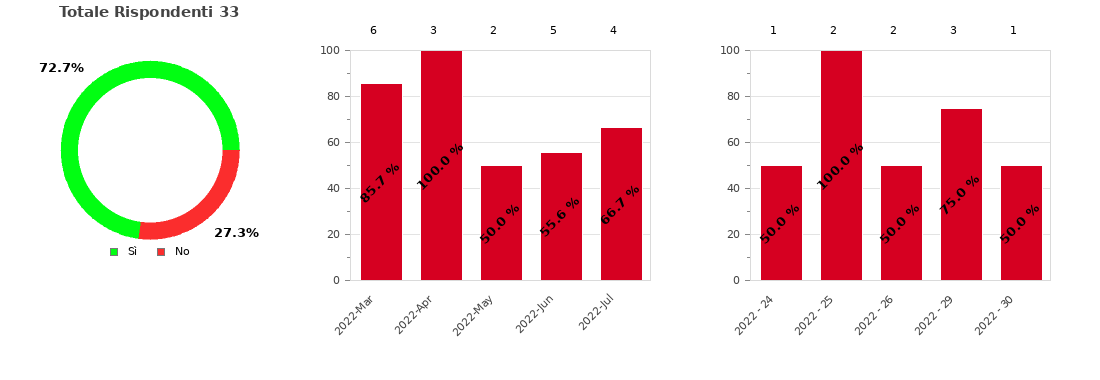 Totale Rispondenti 33
72.7%
27.3%
Sì
No
6 3 2 5 4
100
80
60
40
20
0
85.7 %
100.0 %
50.0 %
55.6 %
66.7 %
2022-Mar
2022-Apr
2022-May
2022-Jun
2022-Jul
1 2 2 3 1
100
80
60
40
20
0
50.0 %
100.0 %
50.0 %
75.0 %
50.0 %
2022 - 24
2022 - 25
2022 - 26
2022 - 29
2022 - 30